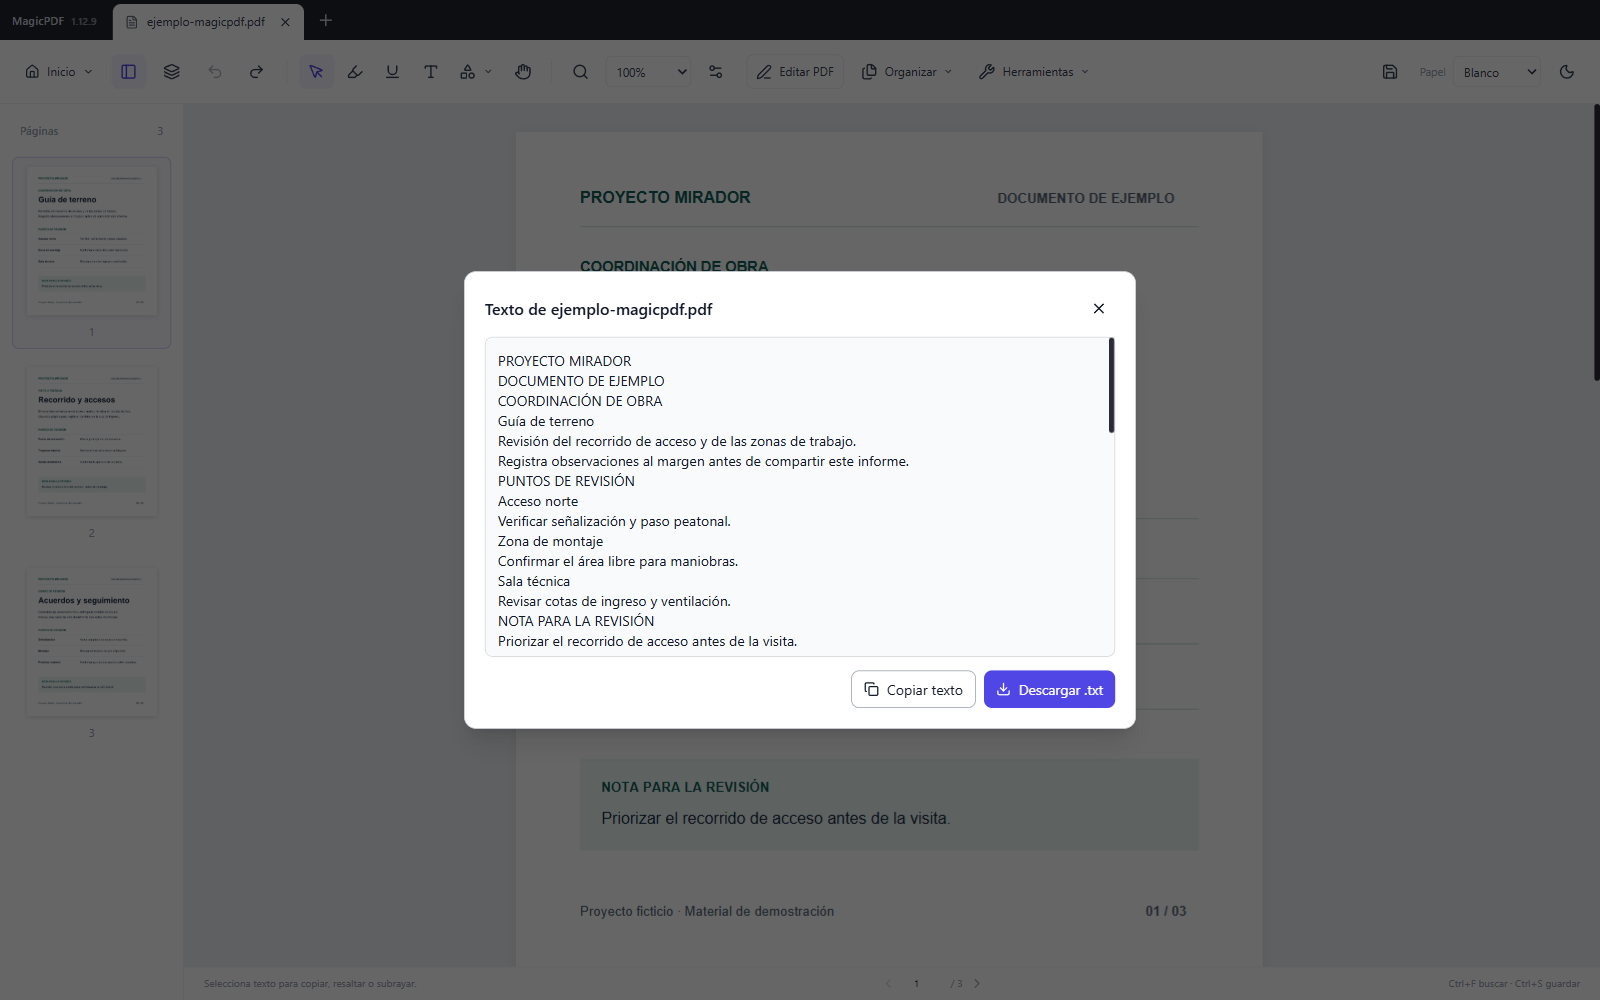 MagicPDF 1.12.9
ejemplo-magicpdf.pdf
Inicio
100%
Editar PDF
Organizar
Herramientas
Papel
Blanco
Páginas
3
Guía de terreno
1
Recorrido y accesos
2
Acuerdos y seguimiento
3
PROYECTO MIRADOR
DOCUMENTO DE EJEMPLO
COORDINACIÓN DE OBRA
Texto de ejemplo-magicpdf.pdf
PROYECTO MIRADOR
DOCUMENTO DE EJEMPLO
COORDINACIÓN DE OBRA
Guía de terreno
Revisión del recorrido de acceso y de las zonas de trabajo.
Registra observaciones al margen antes de compartir este informe.
PUNTOS DE REVISIÓN
Acceso norte
Verificar señalización y paso peatonal.
Zona de montaje
Confirmar el área libre para maniobras.
Sala técnica
Revisar cotas de ingreso y ventilación.
NOTA PARA LA REVISIÓN
Priorizar el recorrido de acceso antes de la visita.
Copiar texto
Descargar .txt
NOTA PARA LA REVISIÓN
Priorizar el recorrido de acceso antes de la visita.
Proyecto ficticio · Material de demostración
01 / 03
Selecciona texto para copiar, resaltar o subrayar.
1 / 3
Ctrl+F buscar · Ctrl+S guardar